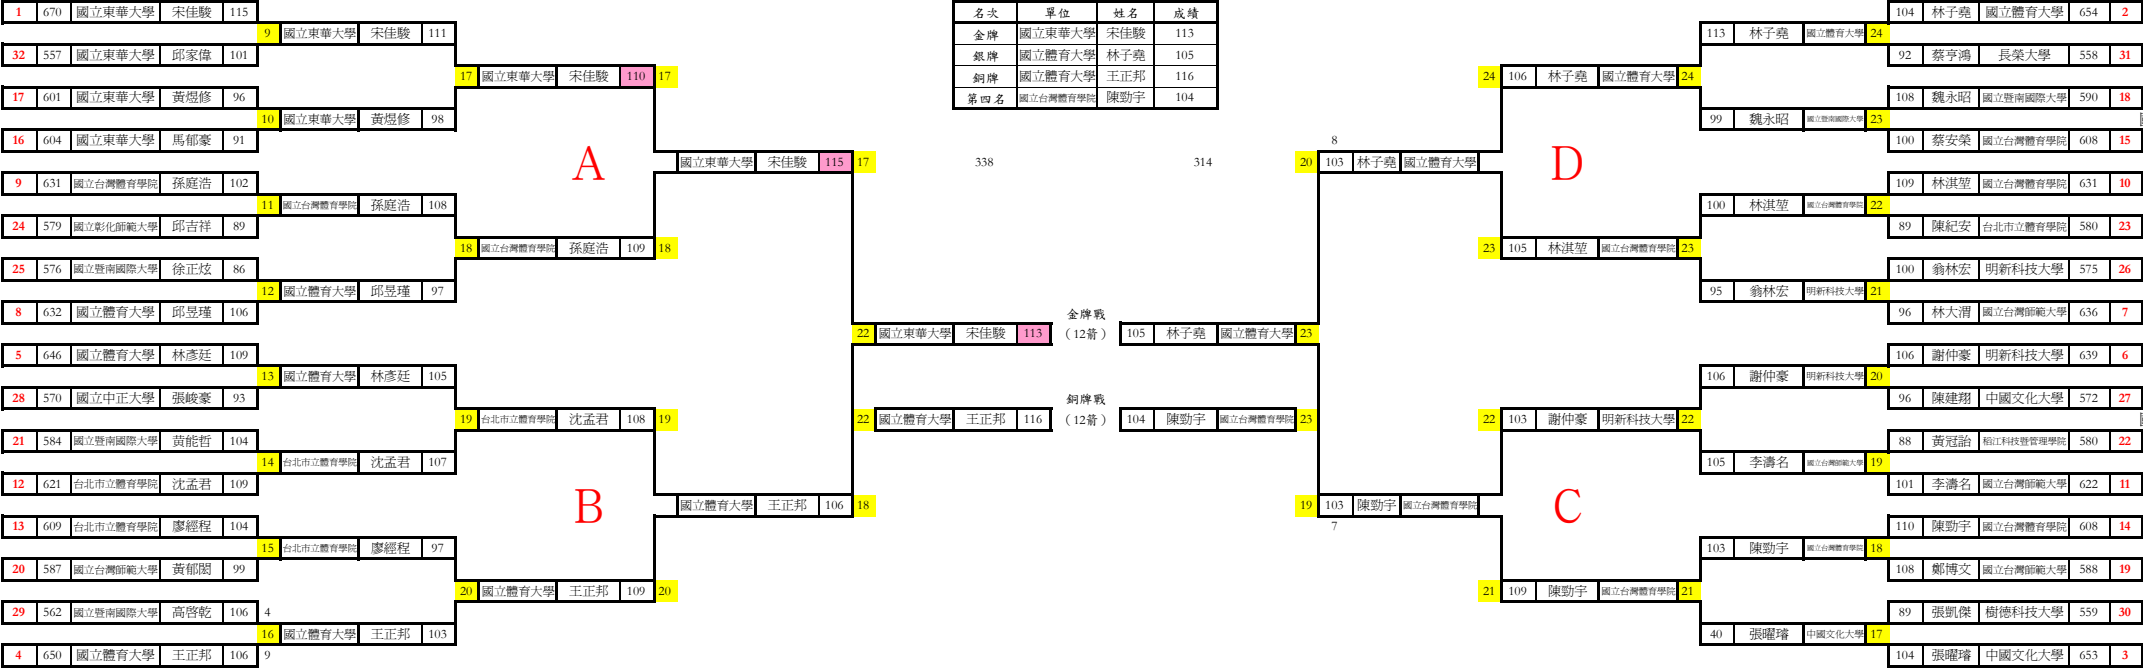 1 670 國立東華大學 宋佳駿 115
名次 單位 姓名 成績
104 林子堯 國立體育大學 654 2
9 國立東華大學 宋佳駿 111
金牌 國立東華大學 宋佳駿 113
113 林子堯 國立體育大學 24
32 557 國立東華大學 邱家偉 101
銀牌 國立體育大學 林子堯 105
92 蔡亨鴻 長榮大學 558 31
17 國立東華大學 宋佳駿 110 17
銅牌 國立體育大學 王正邦 116
24 106 林子堯 國立體育大學 24
17 601 國立東華大學 黃煜修 96
第四名 國立台灣體育學院 陳勁宇 104
108 魏永昭 國立暨南國際大學 590 18
10 國立東華大學 黃煜修 98
99 魏永昭 國立暨南國際大學 23
16 604 國立東華大學 馬郁豪 91
8
100 蔡安榮 國立台灣體育學院 608 15
A
國立東華大學 宋佳駿 115 17
338
314
20 103 林子堯 國立體育大學
D
9 631 國立台灣體育學院 孫庭浩 102
109 林淇堃 國立台灣體育學院 631 10
11 國立台灣體育學院 孫庭浩 108
100 林淇堃 國立台灣體育學院 22
24 579 國立彰化師範大學 邱吉祥 89
89 陳紀安 台北市立體育學院 580 23
18 國立台灣體育學院 孫庭浩 109 18
23 105 林淇堃 國立台灣體育學院 23
25 576 國立暨南國際大學 徐正炫 86
100 翁林宏 明新科技大學 575 26
12 國立體育大學 邱昱瑾 97
95 翁林宏 明新科技大學 21
8 632 國立體育大學 邱昱瑾 106
金牌戰
96 林大渭 國立台灣師範大學 636 7
22 國立東華大學 宋佳駿 113
（12箭）
105 林子堯 國立體育大學 23
5 646 國立體育大學 林彥廷 109
106 謝仲豪 明新科技大學 639 6
13 國立體育大學 林彥廷 105
106 謝仲豪 明新科技大學 20
28 570 國立中正大學 張峻豪 93
銅牌戰
96 陳建翔 中國文化大學 572 27
19 台北市立體育學院 沈孟君 108 19
22 國立體育大學 王正邦 116
（12箭）
104 陳勁宇 國立台灣體育學院 23
22 103 謝仲豪 明新科技大學 22
21 584 國立暨南國際大學 黃能哲 104
88 黃冠詒 稻江科技暨管理學院 580 22
14 台北市立體育學院 沈孟君 107
105 李濤名 國立台灣師範大學 19
12 621 台北市立體育學院 沈孟君 109
101 李濤名 國立台灣師範大學 622 11
B
國立體育大學 王正邦 106 18
19 103 陳勁宇 國立台灣體育學院
C
13 609 台北市立體育學院 廖經程 104
7
110 陳勁宇 國立台灣體育學院 608 14
15 台北市立體育學院 廖經程 97
103 陳勁宇 國立台灣體育學院 18
20 587 國立台灣師範大學 黃郁閎 99
108 鄭博文 國立台灣師範大學 588 19
20 國立體育大學 王正邦 109 20
21 109 陳勁宇 國立台灣體育學院 21
29 562 國立暨南國際大學 高啓乾 106 4
89 張凱傑 樹德科技大學 559 30
16 國立體育大學 王正邦 103
40 張曜璿 中國文化大學 17
4 650 國立體育大學 王正邦 106 9
104 張曜璿 中國文化大學 653 3